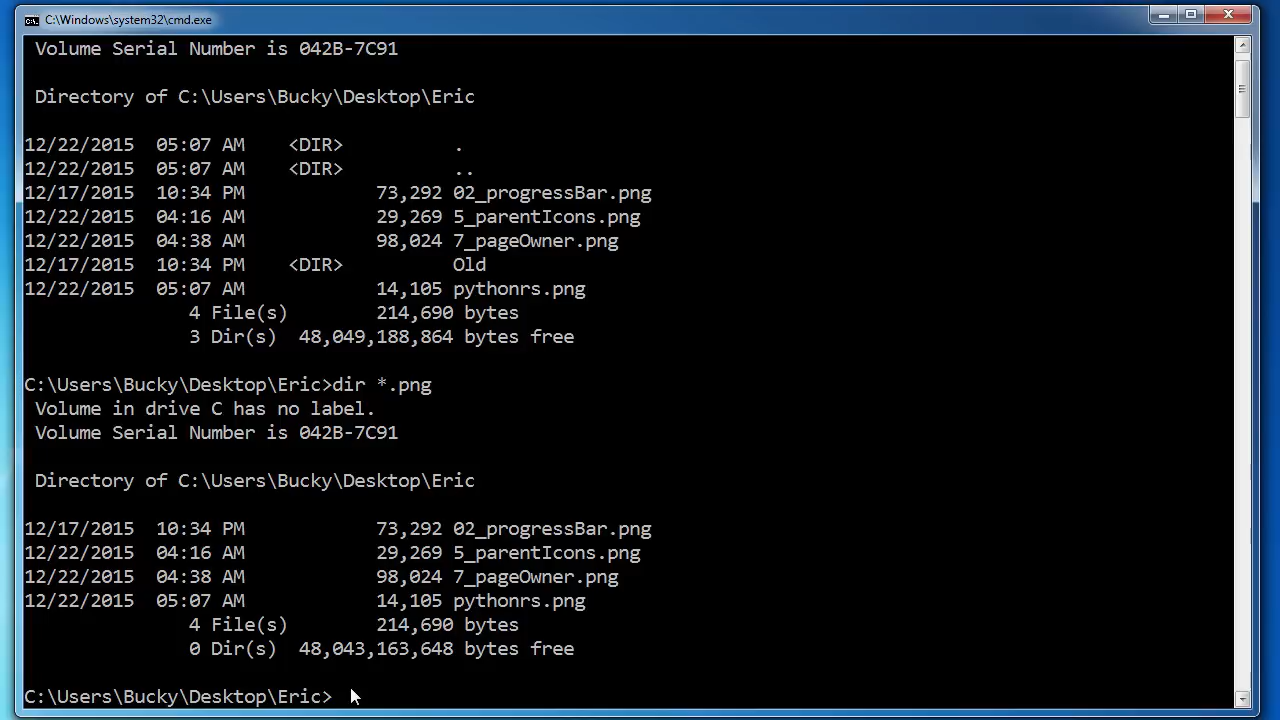 C:\Windows\system32\cmd.exe
Volume Serial Number is 042B-7C91
Directory of C:\Users\Bucky\Desktop\Eric
12/22/2015  05:07 AM    <DIR>          .
12/22/2015  05:07 AM    <DIR>          ..
12/17/2015  10:34 PM            73,292 02_progressBar.png
12/22/2015  04:16 AM            29,269 5_parentIcons.png
12/22/2015  04:38 AM            98,024 7_pageOwner.png
12/17/2015  10:34 PM    <DIR>          Old
12/22/2015  05:07 AM            14,105 pythonrs.png
4 File(s)        214,690 bytes
3 Dir(s)  48,049,188,864 bytes free
C:\Users\Bucky\Desktop\Eric>dir *.png
Volume in drive C has no label.
Volume Serial Number is 042B-7C91
Directory of C:\Users\Bucky\Desktop\Eric
12/17/2015  10:34 PM            73,292 02_progressBar.png
12/22/2015  04:16 AM            29,269 5_parentIcons.png
12/22/2015  04:38 AM            98,024 7_pageOwner.png
12/22/2015  05:07 AM            14,105 pythonrs.png
4 File(s)        214,690 bytes
0 Dir(s)  48,043,163,648 bytes free
C:\Users\Bucky\Desktop\Eric>